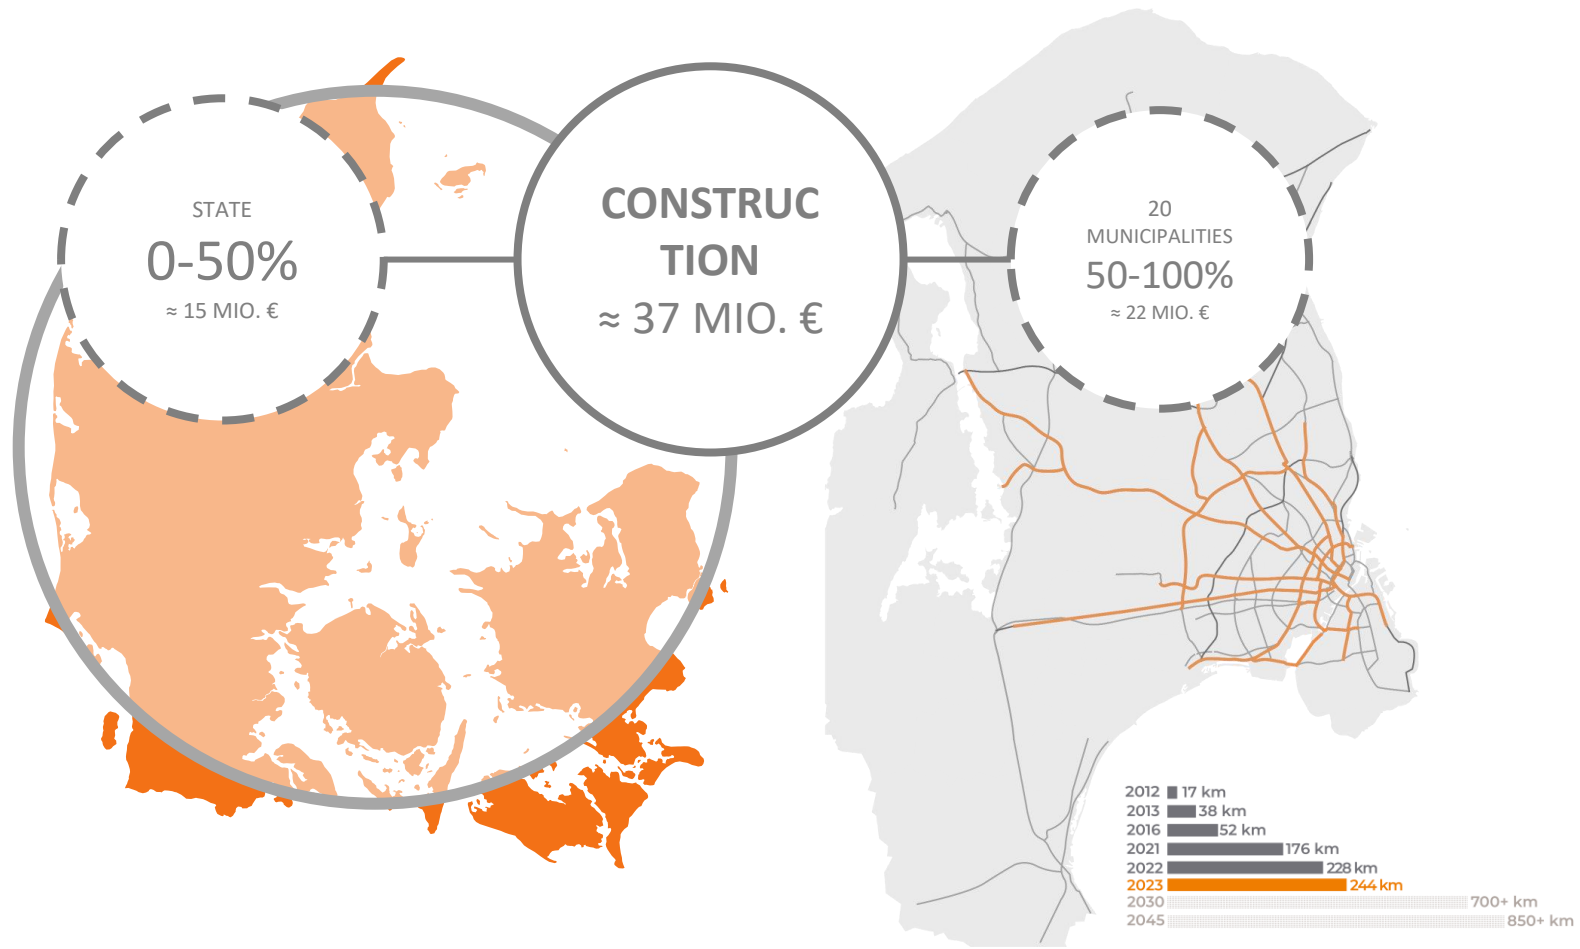 STATE
0-50%
≈ 15 MIO. €
CONSTRUC
TION
≈ 37 MIO. €
20
MUNICIPALITIES
50-100%
≈ 22 MIO. €
2012 17 km
2013 38 km
2016 52 km
2021 176 km
2022 228 km
2023 244 km
2030 700+ km
2045 850+ km